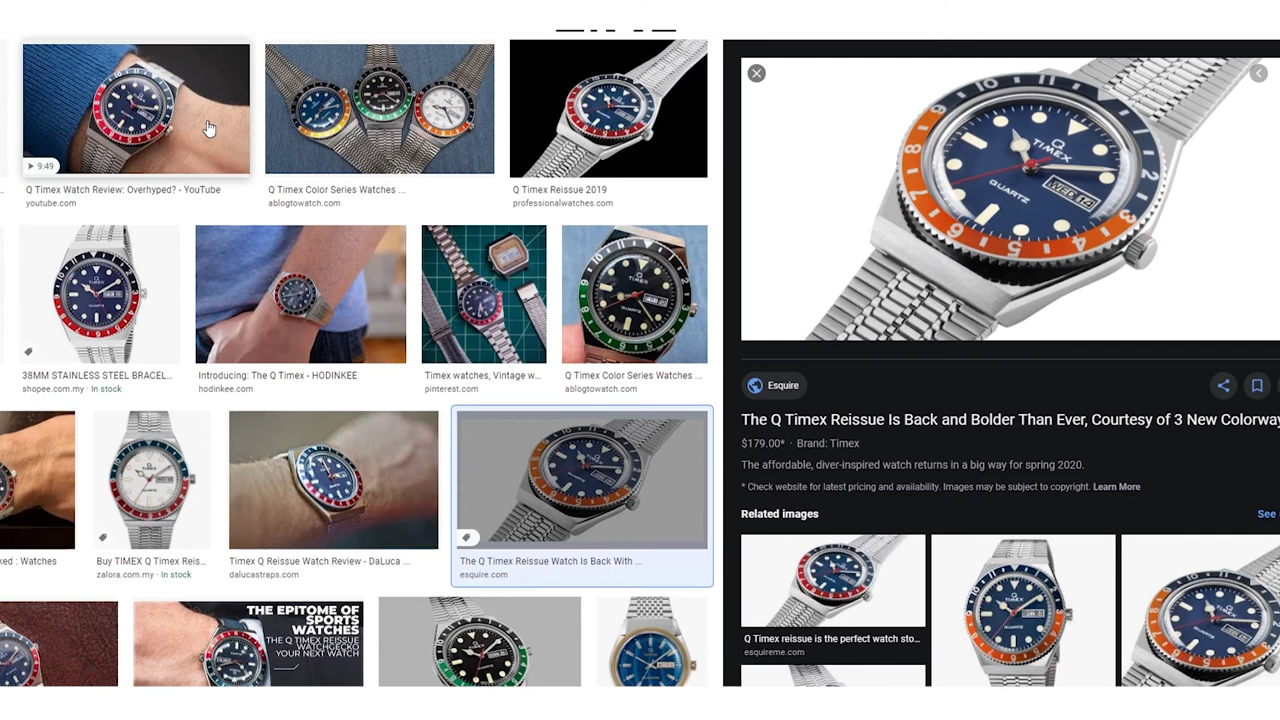 9:49
Q Timex Watch Review: Overhyped? - YouTube
youtube.com
Q Timex Color Series Watches ...
ablogtowatch.com
Q Timex Reissue 2019
professionalwatches.com
Q
TIMEX
QUARTZ
WED 14
38MM STAINLESS STEEL BRACEL...
shopee.com.my · In stock
Introducing: The Q Timex - HODINKEE
hodinkee.com
Timex watches, Vintage w...
pinterest.com
Q Timex Color Series Watches ...
ablogtowatch.com
Esquire
The Q Timex Reissue Is Back and Bolder Than Ever, Courtesy of 3 New Colorway
$179.00* · Brand: Timex
The affordable, diver-inspired watch returns in a big way for spring 2020.
* Check website for latest pricing and availability. Images may be subject to copyright. Learn More
Related images
See
ked : Watches
Buy TIMEX Q Timex Reis...
zalora.com.my · In stock
Timex Q Reissue Watch Review - DaLuca ...
dalucastraps.com
The Q Timex Reissue Watch Is Back With ...
esquire.com
THE EPITOME OF
SPORTS
WATCHES
THE Q TIMEX REISSUE
WATCHGECKO
YOUR NEXT WATCH
Q Timex reissue is the perfect watch sto...
esquireme.com